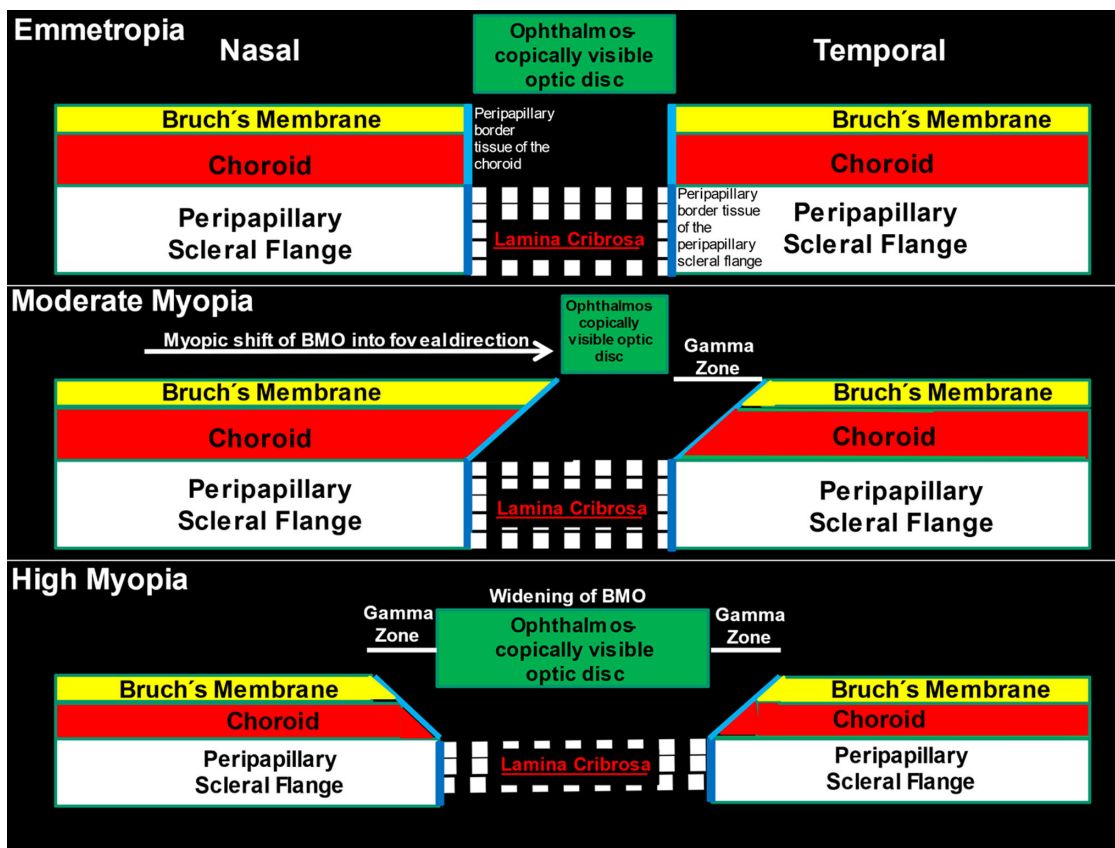 Emmetropia
Nasal
Ophthalmos-
copically visible
optic disc
Temporal
Bruch´s Membrane
Peripapillary
border
tissue of the
choroid
Bruch´s Membrane
Choroid
Choroid
Peripapillary
Scleral Flange
Lamina Cribrosa
Peripapillary
border tissue
of the
peripapillary
scleral flange
Peripapillary
Scleral Flange
Moderate Myopia
Myopic shift of BMO into foveal direction
Ophthalmos
copically
visible optic
disc
Gamma
Zone
Bruch´s Membrane
Bruch´s Membrane
Choroid
Choroid
Peripapillary
Scleral Flange
Lamina Cribrosa
Peripapillary
Scleral Flange
High Myopia
Widening of BMO
Gamma
Zone
Ophthalmos-
copically visible
optic disc
Gamma
Zone
Bruch´s Membrane
Bruch´s Membrane
Choroid
Choroid
Peripapillary
Scleral Flange
Lamina Cribrosa
Peripapillary
Scleral Flange